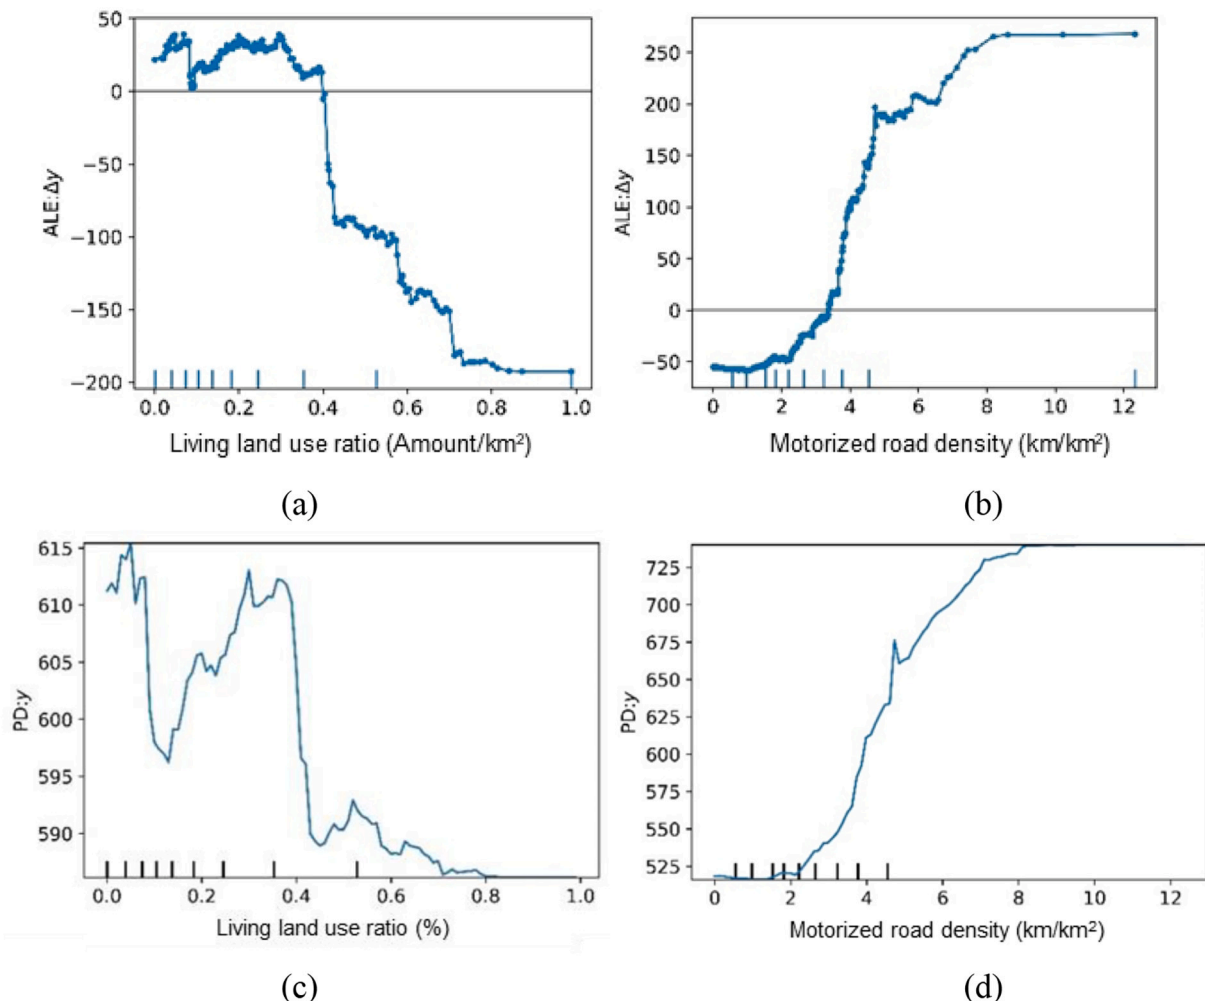 50
0
−50
−100
−150
−200
ALE:Δy
0.0 0.2 0.4 0.6 0.8 1.0
Living land use ratio (Amount/km²)
(a)
250
200
150
100
50
0
−50
ALE:Δy
0 2 4 6 8 10 12
Motorized road density (km/km²)
(b)
615
610
605
600
595
590
PD:y
0.0 0.2 0.4 0.6 0.8 1.0
Living land use ratio (%)
(c)
725
700
675
650
625
600
575
550
525
PD:y
0 2 4 6 8 10 12
Motorized road density (km/km²)
(d)